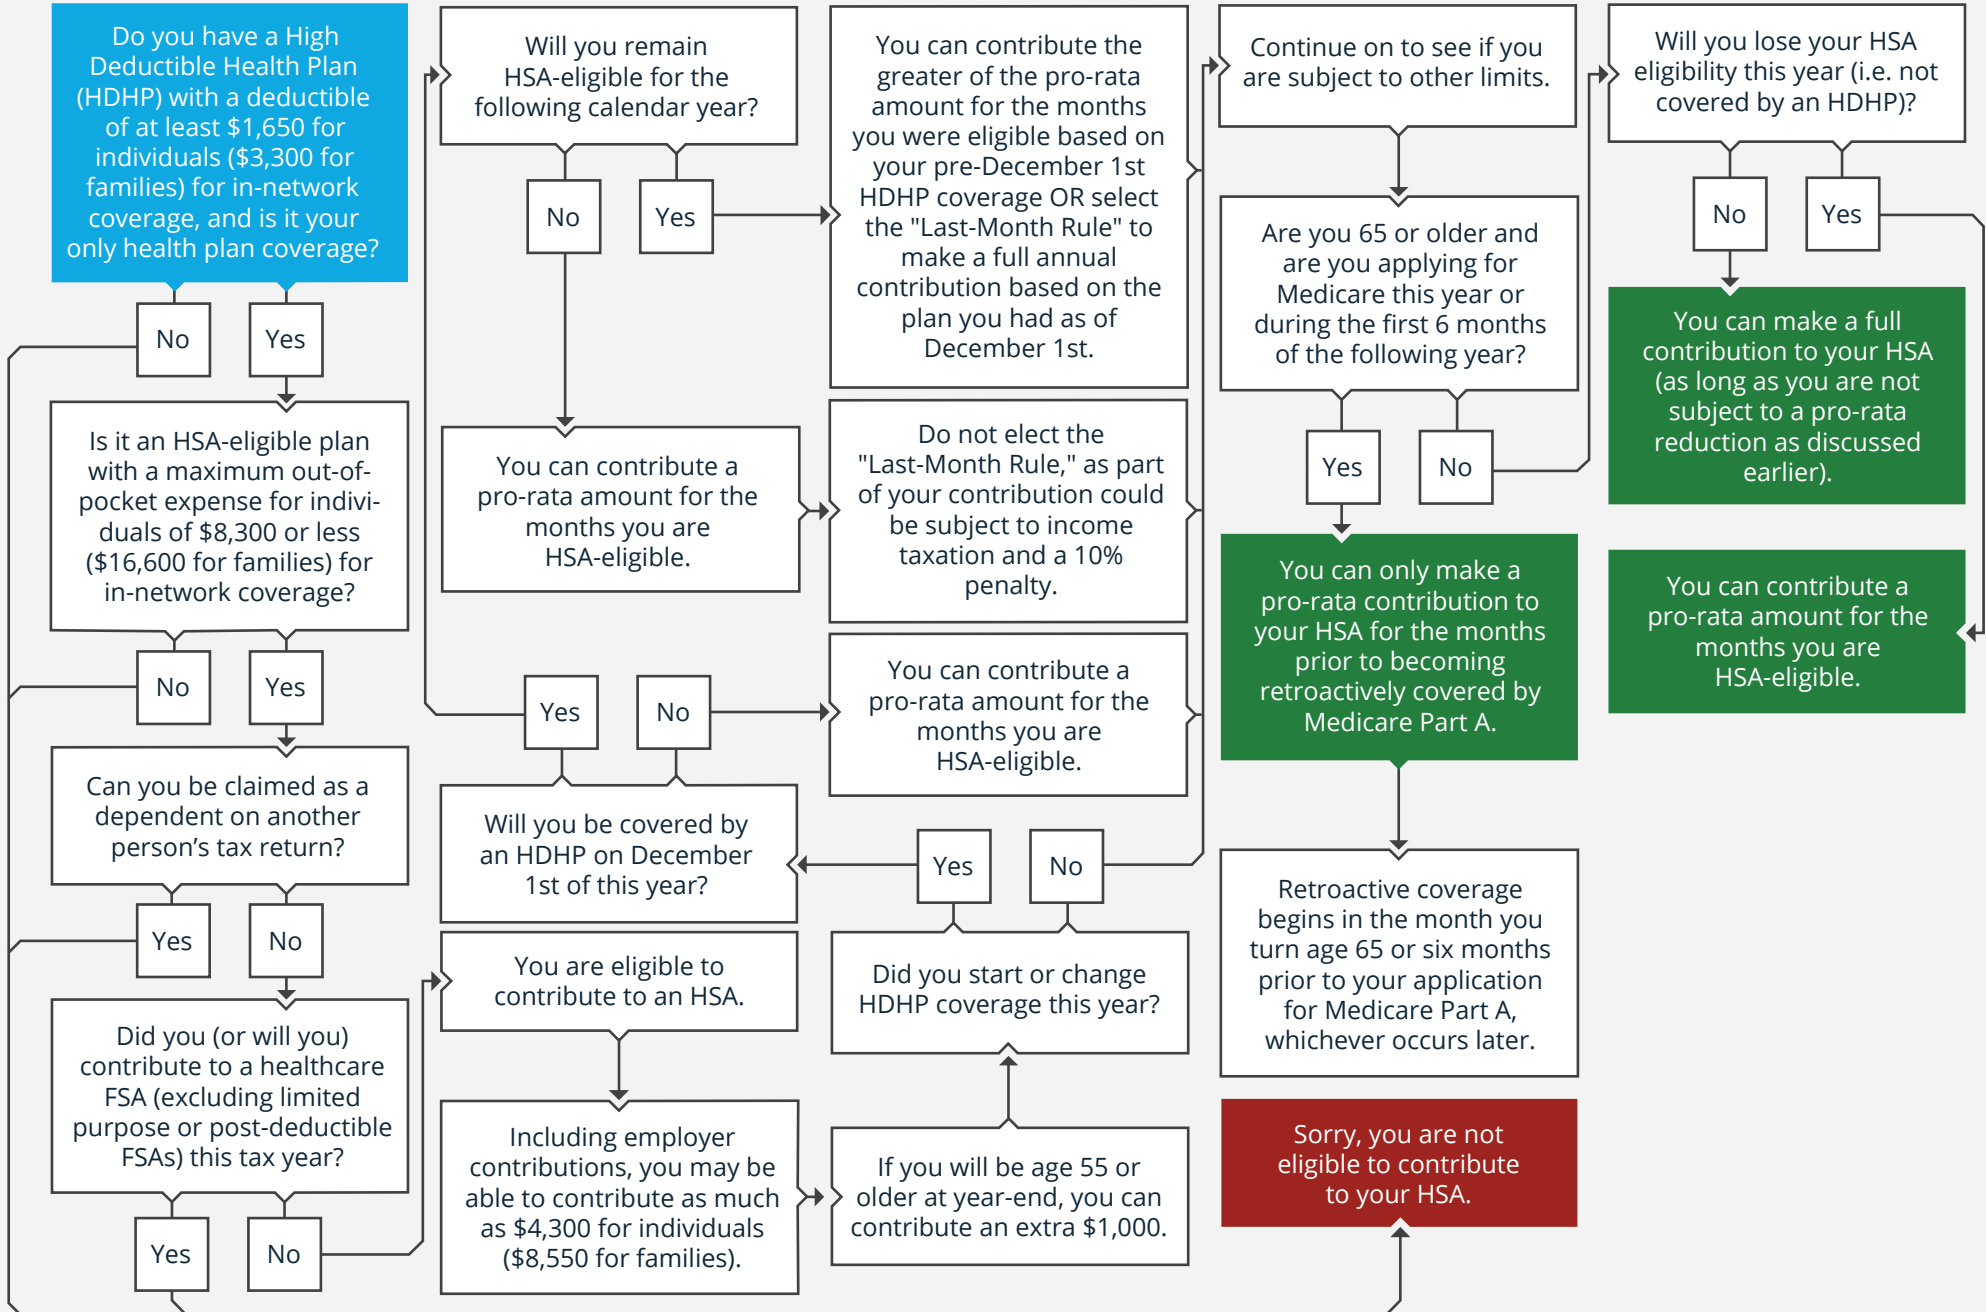 Do you have a High
Deductible Health Plan
(HDHP) with a deductible
of at least $1,650 for
individuals ($3,300 for
families) for in-network
coverage, and is it your
only health plan coverage?
No
Yes
Is it an HSA-eligible plan
with a maximum out-of-
pocket expense for indivi-
duals of $8,300 or less
($16,600 for families) for
in-network coverage?
No
Yes
Can you be claimed as a
dependent on another
person’s tax return?
Yes
No
Did you (or will you)
contribute to a healthcare
FSA (excluding limited
purpose or post-deductible
FSAs) this tax year?
Yes
No
Will you remain
HSA-eligible for the
following calendar year?
No
Yes
You can contribute a
pro-rata amount for the
months you are
HSA-eligible.
Yes
No
Will you be covered by
an HDHP on December
1st of this year?
You are eligible to
contribute to an HSA.
Including employer
contributions, you may be
able to contribute as much
as $4,300 for individuals
($8,550 for families).
You can contribute the
greater of the pro-rata
amount for the months
you were eligible based on
your pre-December 1st
HDHP coverage OR select
the "Last-Month Rule" to
make a full annual
contribution based on the
plan you had as of
December 1st.
Do not elect the
"Last-Month Rule," as part
of your contribution could
be subject to income
taxation and a 10%
penalty.
You can contribute a
pro-rata amount for the
months you are
HSA-eligible.
Yes
No
Did you start or change
HDHP coverage this year?
If you will be age 55 or
older at year-end, you can
contribute an extra $1,000.
Continue on to see if you
are subject to other limits.
Are you 65 or older and
are you applying for
Medicare this year or
during the first 6 months
of the following year?
Yes
No
You can only make a
pro-rata contribution to
your HSA for the months
prior to becoming
retroactively covered by
Medicare Part A.
Retroactive coverage
begins in the month you
turn age 65 or six months
prior to your application
for Medicare Part A,
whichever occurs later.
Sorry, you are not
eligible to contribute
to your HSA.
Will you lose your HSA
eligibility this year (i.e. not
covered by an HDHP)?
No
Yes
You can make a full
contribution to your HSA
(as long as you are not
subject to a pro-rata
reduction as discussed
earlier).
You can contribute a
pro-rata amount for the
months you are
HSA-eligible.